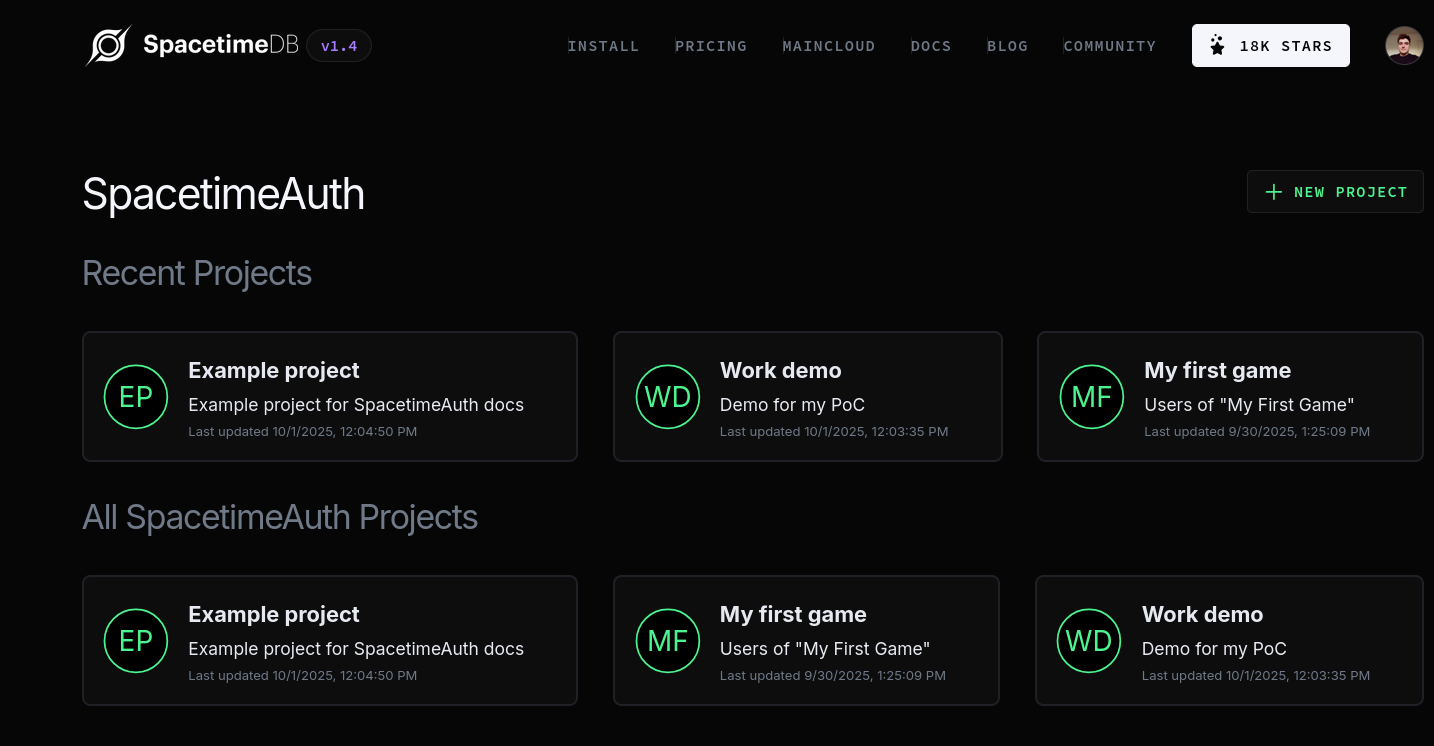 SpacetimeDB v1.4 INSTALL PRICING MAINCLOUD DOCS BLOG COMMUNITY 18K STARS
SpacetimeAuth
NEW PROJECT
Recent Projects
EP
Example project
Example project for SpacetimeAuth docs
Last updated 10/1/2025, 12:04:50 PM
WD
Work demo
Demo for my PoC
Last updated 10/1/2025, 12:03:35 PM
MF
My first game
Users of "My First Game"
Last updated 9/30/2025, 1:25:09 PM
All SpacetimeAuth Projects
EP
Example project
Example project for SpacetimeAuth docs
Last updated 10/1/2025, 12:04:50 PM
MF
My first game
Users of "My First Game"
Last updated 9/30/2025, 1:25:09 PM
WD
Work demo
Demo for my PoC
Last updated 10/1/2025, 12:03:35 PM